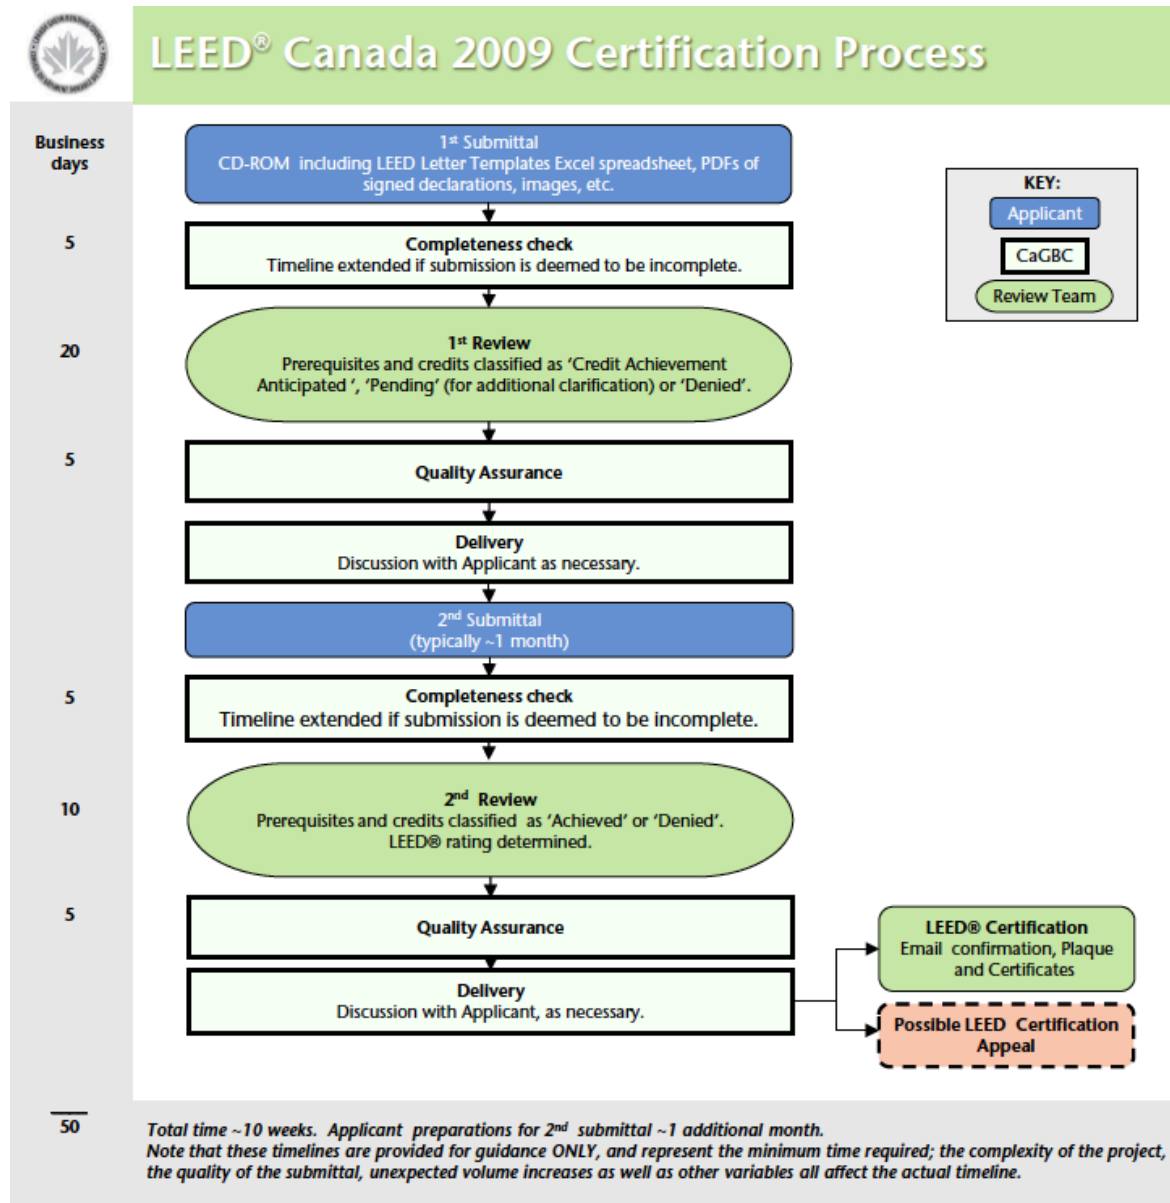 LEED® Canada 2009 Certification Process
Business
days
1st Submittal
CD-ROM including LEED Letter Templates Excel spreadsheet, PDFs of
signed declarations, images, etc.
KEY:
Applicant
CaGBC
Review Team
5
Completeness check
Timeline extended if submission is deemed to be incomplete.
20
1st Review
Prerequisites and credits classified as ‘Credit Achievement
Anticipated ‘, ‘Pending’ (for additional clarification) or ‘Denied’.
5
Quality Assurance
Delivery
Discussion with Applicant as necessary.
2nd Submittal
(typically ~1 month)
5
Completeness check
Timeline extended if submission is deemed to be incomplete.
10
2nd Review
Prerequisites and credits classified as ‘Achieved’ or ‘Denied’.
LEED® rating determined.
5
Quality Assurance
Delivery
Discussion with Applicant, as necessary.
LEED® Certification
Email confirmation, Plaque
and Certificates
Possible LEED Certification
Appeal
50
Total time ~10 weeks. Applicant preparations for 2nd submittal ~1 additional month.
Note that these timelines are provided for guidance ONLY, and represent the minimum time required; the complexity of the project,
the quality of the submittal, unexpected volume increases as well as other variables all affect the actual timeline.